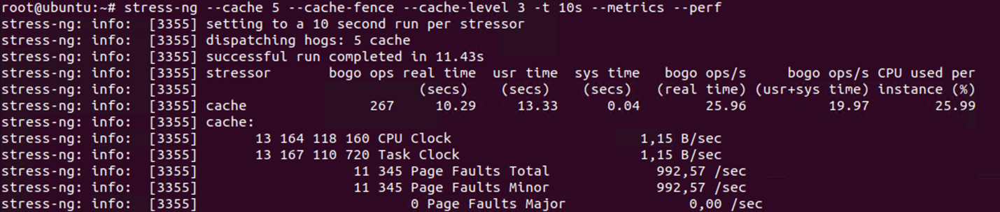 root@ubuntu:~# stress-ng --cache 5 --cache-fence --cache-level 3 -t 10s --metrics --perf
stress-ng: info:  [3355] setting to a 10 second run per stressor
stress-ng: info:  [3355] dispatching hogs: 5 cache
stress-ng: info:  [3355] successful run completed in 11.43s
stress-ng: info:  [3355] stressor       bogo ops real time  usr time  sys time   bogo ops/s     bogo ops/s CPU used per
stress-ng: info:  [3355]                           (secs)    (secs)    (secs)   (real time) (usr+sys time) instance (%)
stress-ng: info:  [3355] cache               267     10.29     13.33      0.04        25.96          19.97        25.99
stress-ng: info:  [3355] cache:
stress-ng: info:  [3355]       13 164 118 160 CPU Clock                       1,15 B/sec
stress-ng: info:  [3355]       13 167 110 720 Task Clock                      1,15 B/sec
stress-ng: info:  [3355]                   11 345 Page Faults Total             992,57 /sec
stress-ng: info:  [3355]                   11 345 Page Faults Minor             992,57 /sec
stress-ng: info:  [3355]                          0 Page Faults Major               0,00 /sec